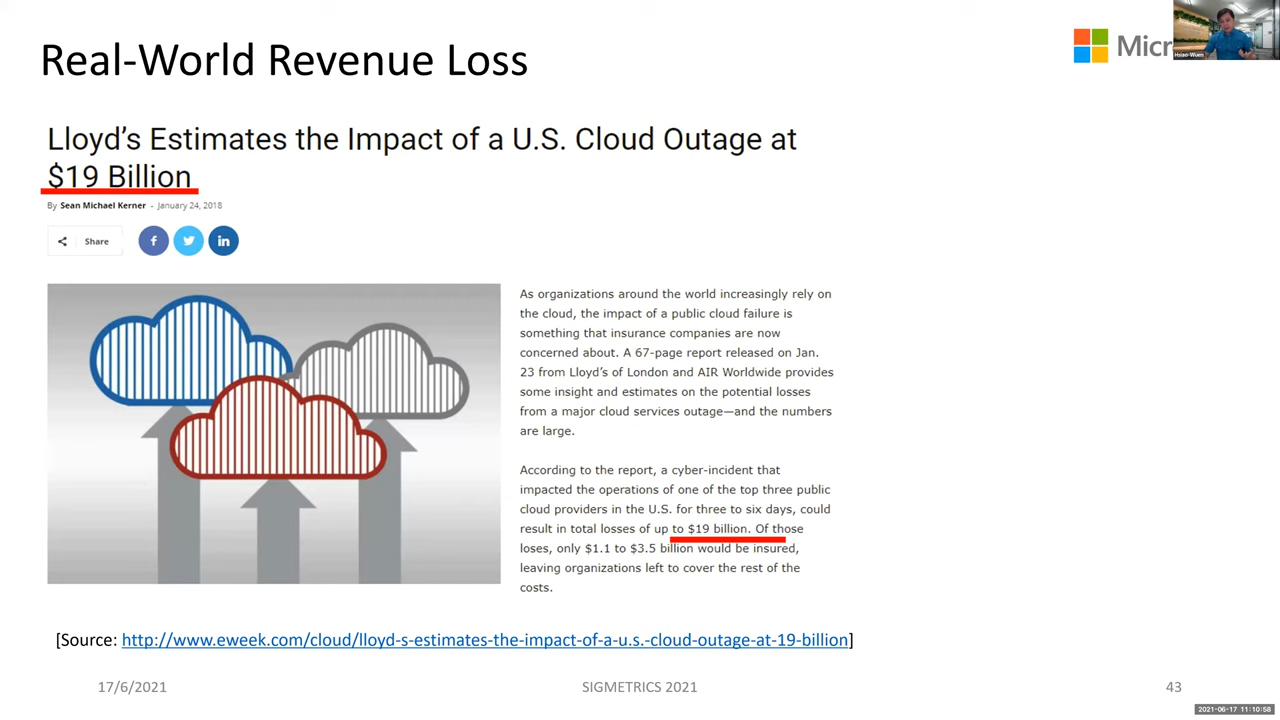 Real-World Revenue Loss
Micr
Hsiao-Wuen
Lloyd's Estimates the Impact of a U.S. Cloud Outage at
$19 Billion
By Sean Michael Kerner - January 24, 2018
Share
f
in
As organizations around the world increasingly rely on
the cloud, the impact of a public cloud failure is
something that insurance companies are now
concerned about. A 67-page report released on Jan.
23 from Lloyd's of London and AIR Worldwide provides
some insight and estimates on the potential losses
from a major cloud services outage—and the numbers
are large.
According to the report, a cyber-incident that
impacted the operations of one of the top three public
cloud providers in the U.S. for three to six days, could
result in total losses of up to $19 billion. Of those
loses, only $1.1 to $3.5 billion would be insured,
leaving organizations left to cover the rest of the
costs.
[Source: http://www.eweek.com/cloud/lloyd-s-estimates-the-impact-of-a-u.s.-cloud-outage-at-19-billion]
17/6/2021
SIGMETRICS 2021
43
2021-06-17 11:10:58